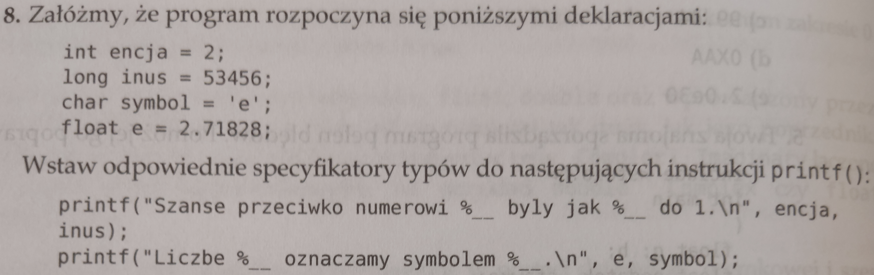 8. Załóżmy, że program rozpoczyna się poniższymi deklaracjami:
int encja = 2;
long inus = 53456;
char symbol = 'e';
float e = 2.71828;
Wstaw odpowiednie specyfikatory typów do następujących instrukcji printf():
printf("Szanse przeciwko numerowi %__ byly jak %__ do 1.\n", encja,
inus);
printf("Liczbe %__ oznaczamy symbolem %__.\n", e, symbol);